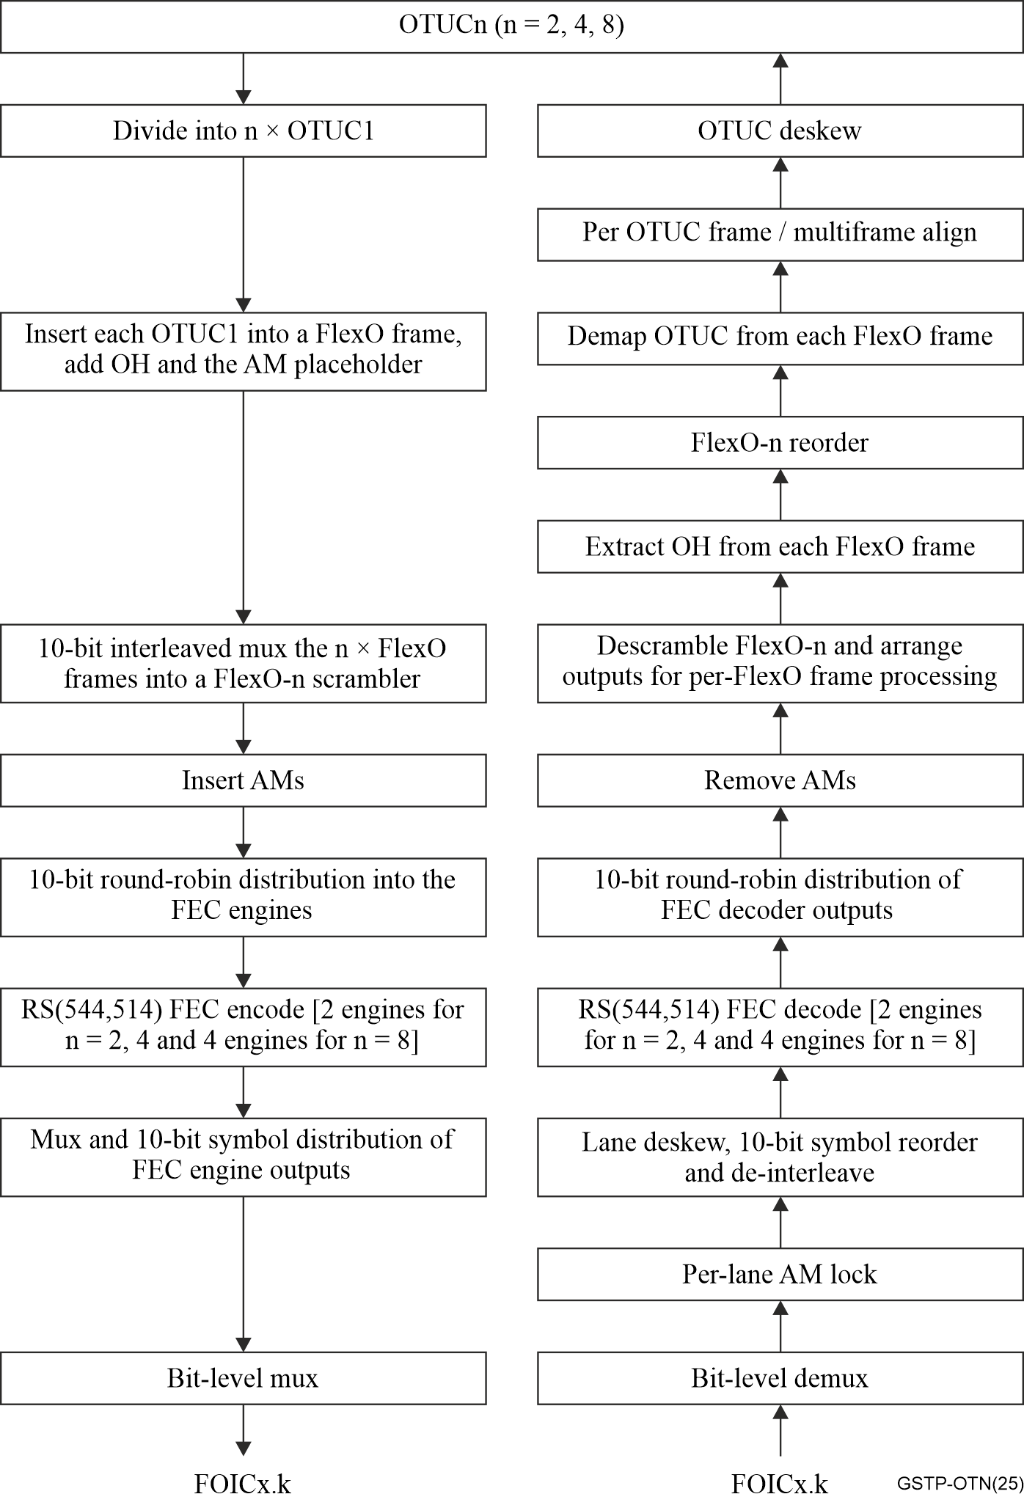 OTUCn (n = 2, 4, 8)
Divide into n × OTUC1
Insert each OTUC1 into a FlexO frame,
add OH and the AM placeholder
10-bit interleaved mux the n × FlexO
frames into a FlexO-n scrambler
Insert AMs
10-bit round-robin distribution into the
FEC engines
RS(544,514) FEC encode [2 engines for
n = 2, 4 and 4 engines for n = 8]
Mux and 10-bit symbol distribution of
FEC engine outputs
Bit-level mux
FOICx.k
OTUC deskew
Per OTUC frame / multiframe align
Demap OTUC from each FlexO frame
FlexO-n reorder
Extract OH from each FlexO frame
Descramble FlexO-n and arrange
outputs for per-FlexO frame processing
Remove AMs
10-bit round-robin distribution of
FEC decoder outputs
RS(544,514) FEC decode [2 engines
for n = 2, 4 and 4 engines for n = 8]
Lane deskew, 10-bit symbol reorder
and de-interleave
Per-lane AM lock
Bit-level demux
FOICx.k
GSTP-OTN(25)